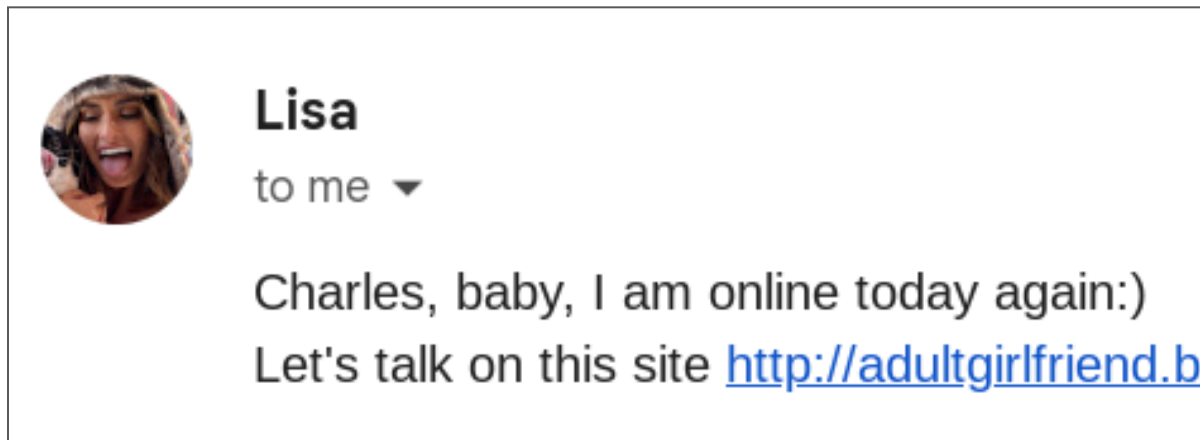 Lisa
to me
Charles, baby, I am online today again:)
Let's talk on this site http://adultgirlfriend.b